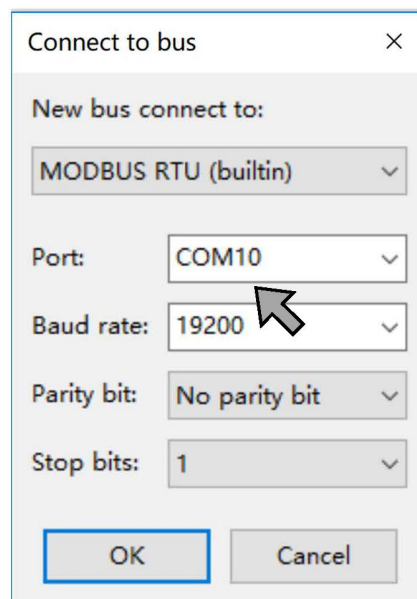 Connect to bus
New bus connect to:
MODBUS RTU (builtin)
Port: COM10
Baud rate: 19200
Parity bit: No parity bit
Stop bits: 1
OK Cancel